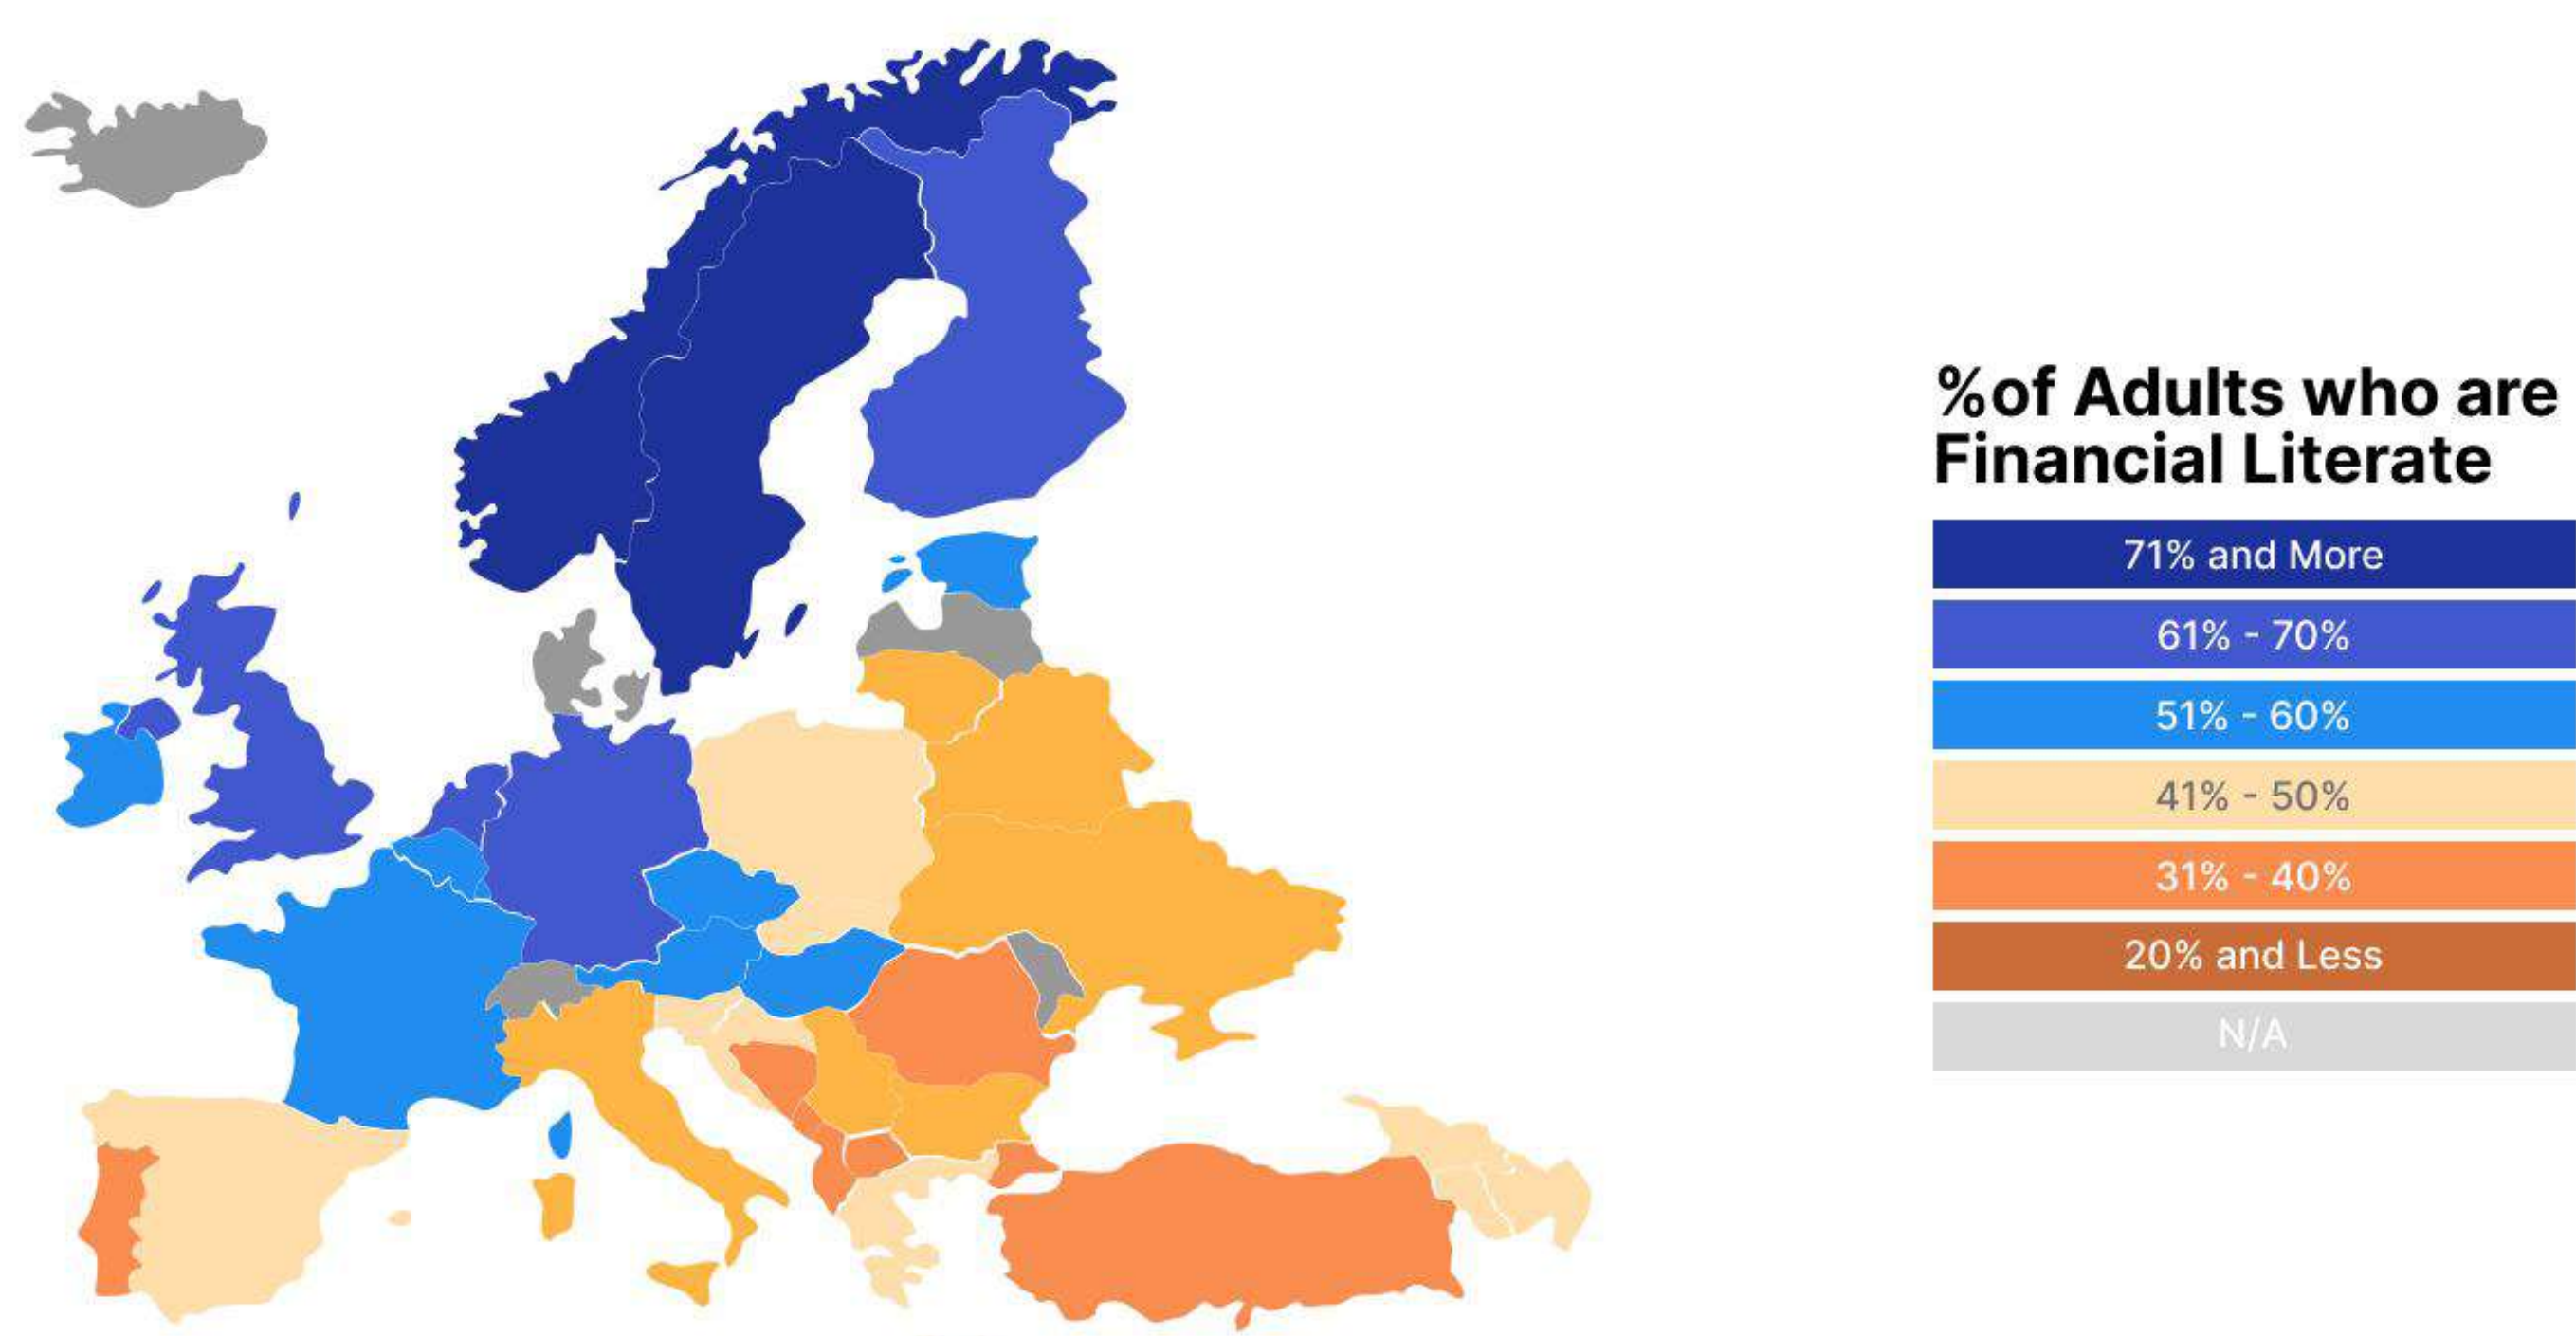 %of Adults who are
Financial Literate
71% and More
61% - 70%
51% - 60%
41% - 50%
31% - 40%
20% and Less
N/A